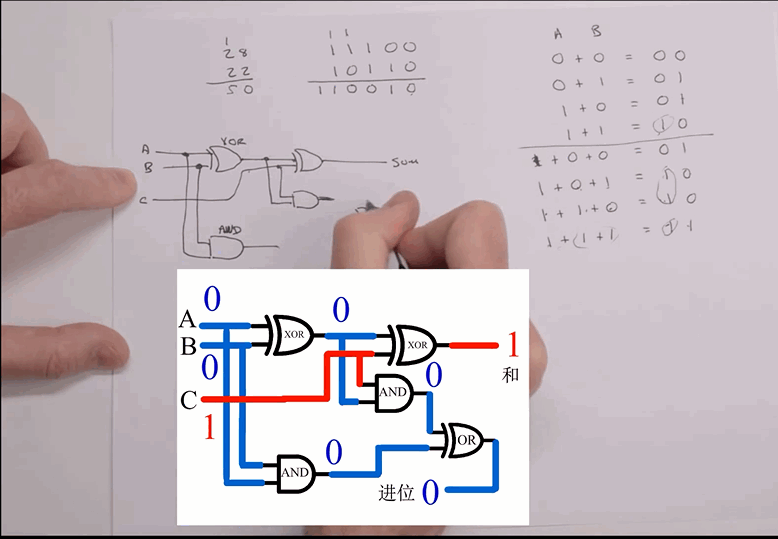 1
28
22
50
1 1
11100
10110
110010
A B
0 + 0 = 00
0 + 1 = 01
1 + 0 = 01
1 + 1 = 10
1 + 0 + 0 = 01
1 + 0 + 1 = 10
1 + 1 + 0 = 10
1 + 1 + 1 = 11
A
B
C
XOR
AND
SUM
0 0
A XOR XOR 1
B
0 和
C AND 0
1
AND 0 OR
进位 0